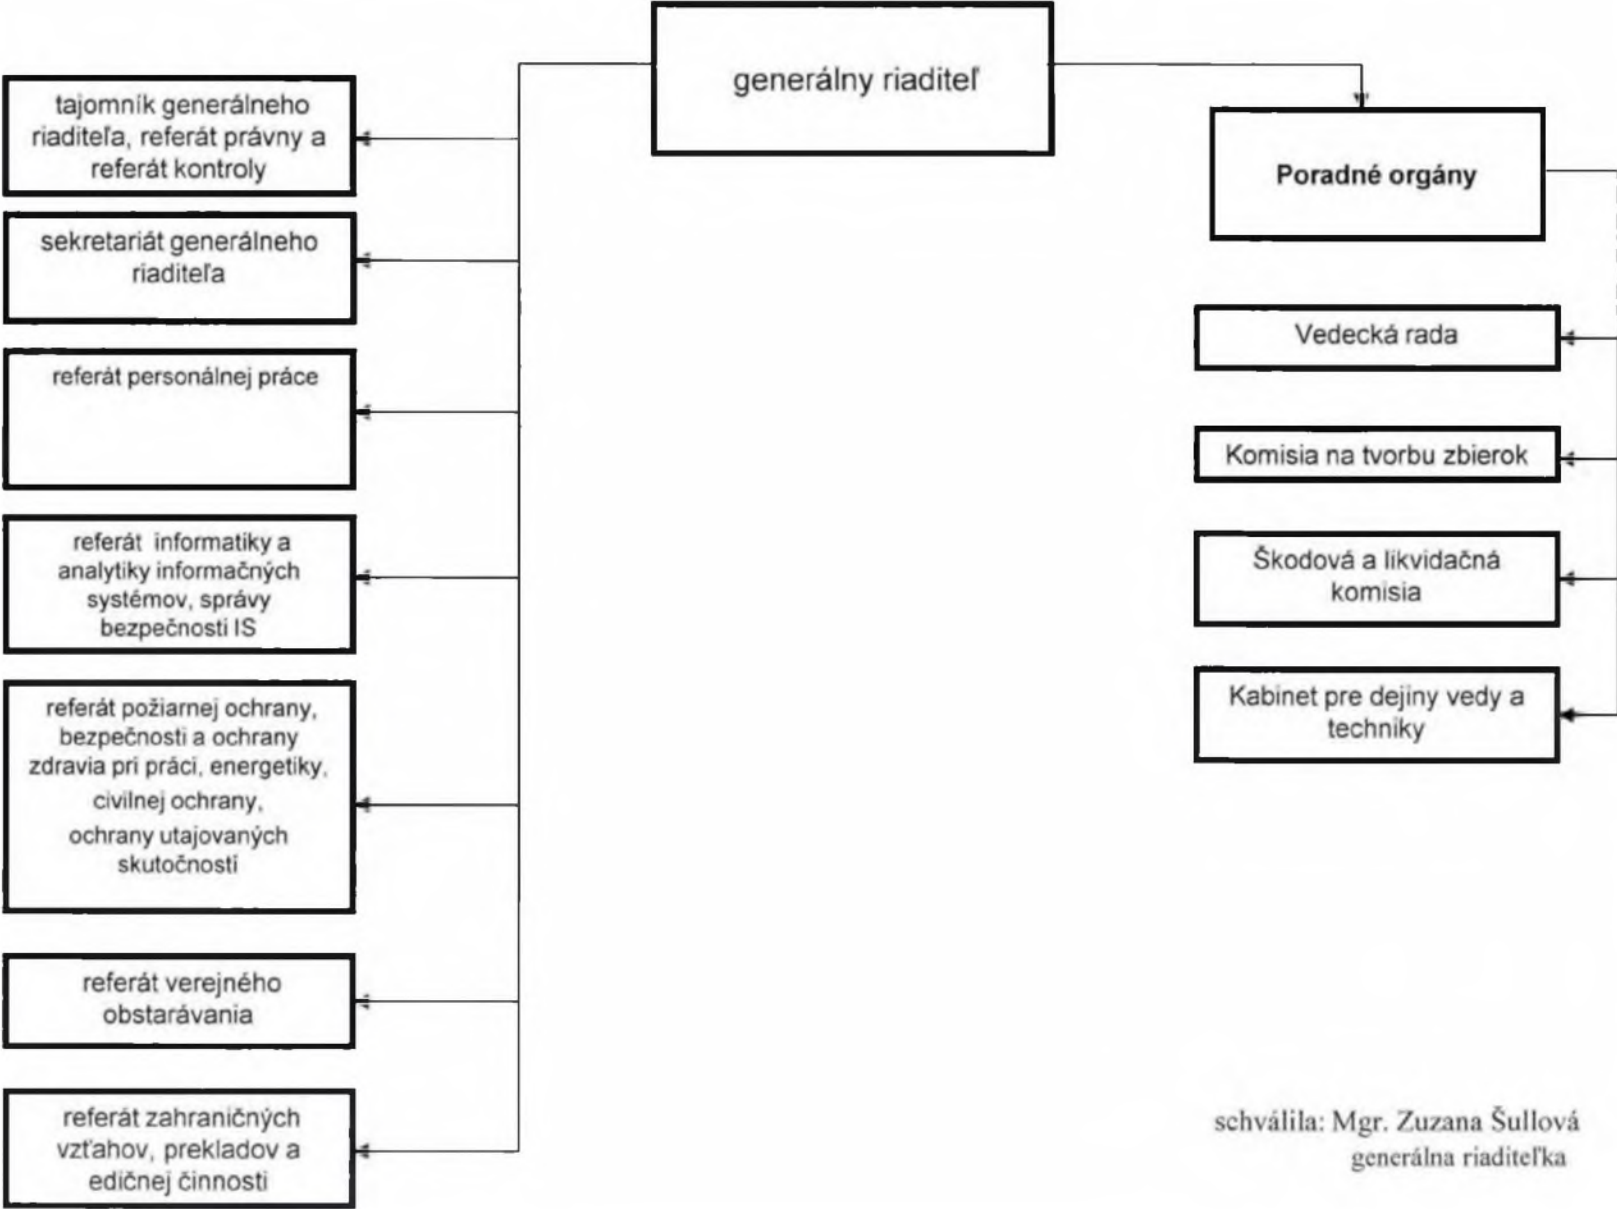 generálny riaditeľ
tajomník generálneho
riaditeľa, referát právny a
referát kontroly
sekretariát generálneho
riaditeľa
referát personálnej práce
referát informatiky a
analytiky informačných
systémov, správy
bezpečnosti IS
referát požiarnej ochrany,
bezpečnosti a ochrany
zdravia pri práci, energetiky,
civilnej ochrany,
ochrany utajovaných
skutočností
referát verejného
obstarávania
referát zahraničných
vzťahov, prekladov a
edičnej činnosti
Poradné orgány
Vedecká rada
Komisia na tvorbu zbierok
Škodová a likvidačná
komisia
Kabinet pre dejiny vedy a
techniky
schválila: Mgr. Zuzana Šullová
generálna riaditeľka